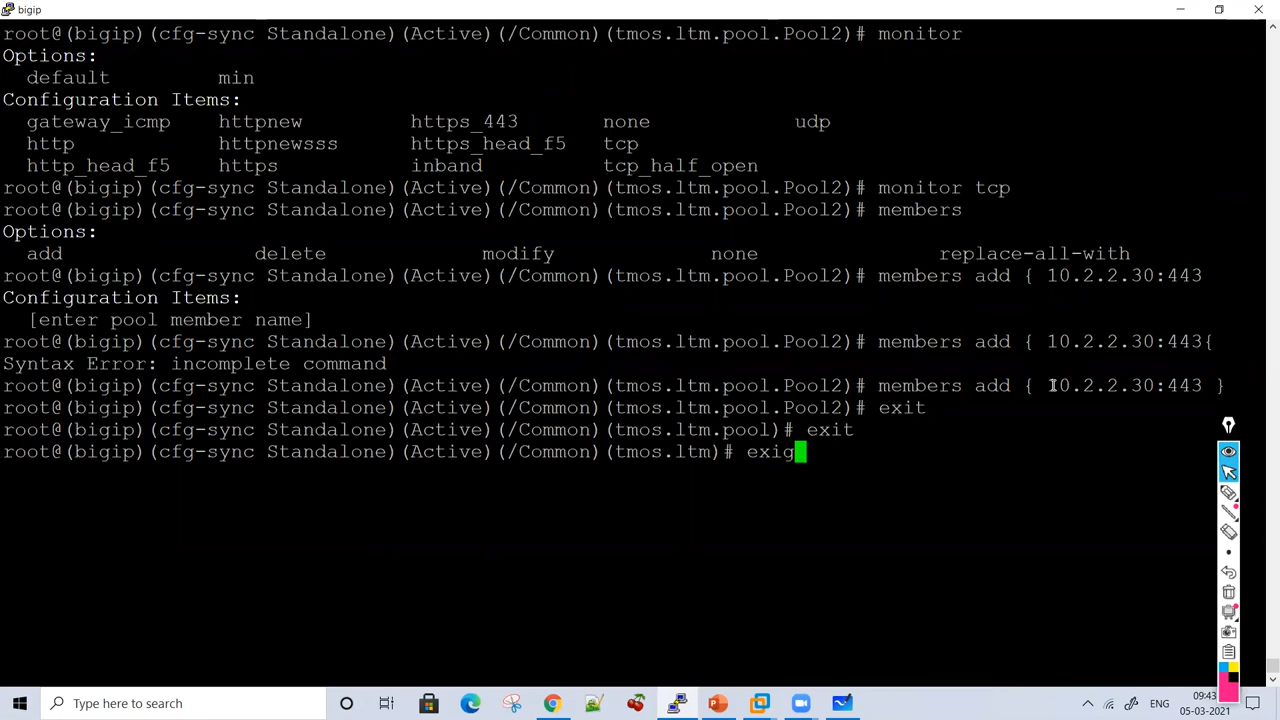 bigip
root@(bigip)(cfg-sync Standalone)(Active)(/Common)(tmos.ltm.pool.Pool2)# monitor
Options:
default min
Configuration Items:
gateway_icmp httpnew https_443 none udp
http httpnewsss https_head_f5 tcp
http_head_f5 https inband tcp_half_open
root@(bigip)(cfg-sync Standalone)(Active)(/Common)(tmos.ltm.pool.Pool2)# monitor tcp
root@(bigip)(cfg-sync Standalone)(Active)(/Common)(tmos.ltm.pool.Pool2)# members
Options:
add delete modify none replace-all-with
root@(bigip)(cfg-sync Standalone)(Active)(/Common)(tmos.ltm.pool.Pool2)# members add { 10.2.2.30:443
Configuration Items:
[enter pool member name]
root@(bigip)(cfg-sync Standalone)(Active)(/Common)(tmos.ltm.pool.Pool2)# members add { 10.2.2.30:443{
Syntax Error: incomplete command
root@(bigip)(cfg-sync Standalone)(Active)(/Common)(tmos.ltm.pool.Pool2)# members add { 10.2.2.30:443 }
root@(bigip)(cfg-sync Standalone)(Active)(/Common)(tmos.ltm.pool.Pool2)# exit
root@(bigip)(cfg-sync Standalone)(Active)(/Common)(tmos.ltm.pool)# exit
root@(bigip)(cfg-sync Standalone)(Active)(/Common)(tmos.ltm)# exig
Type here to search
ENG
09:43
05-03-2021